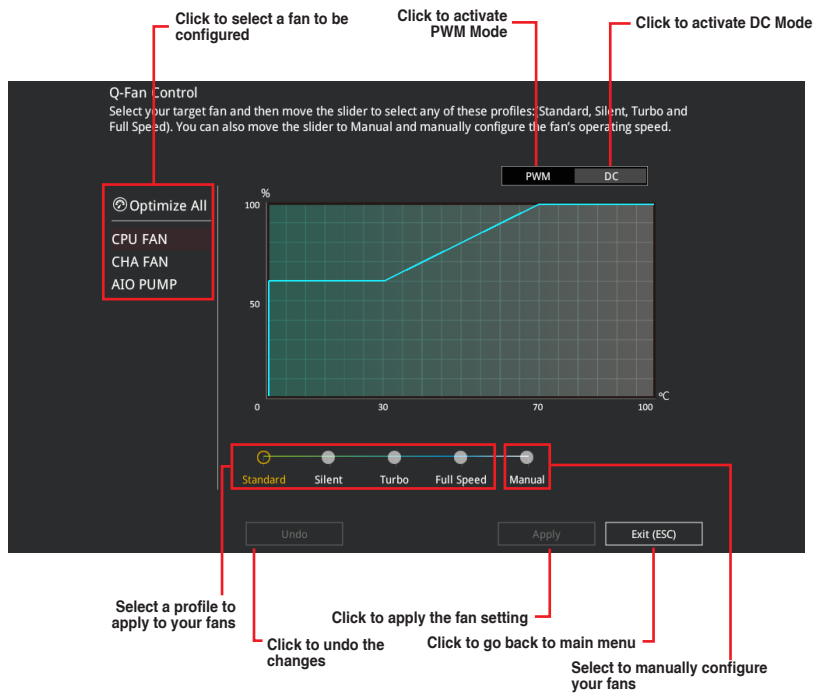 Click to select a fan to be
configured
Click to activate
PWM Mode
Click to activate DC Mode
Q-Fan Control
Select your target fan and then move the slider to select any of these profiles:(Standard, Silent, Turbo and
Full Speed). You can also move the slider to Manual and manually configure the fan's operating speed.
PWM DC
Optimize All
CPU FAN
CHA FAN
AIO PUMP
%
100
50
0 30 70 100
℃
Standard Silent Turbo Full Speed Manual
Undo Apply Exit (ESC)
Select a profile to
apply to your fans
Click to undo the
changes
Click to apply the fan setting
Click to go back to main menu
Select to manually configure
your fans